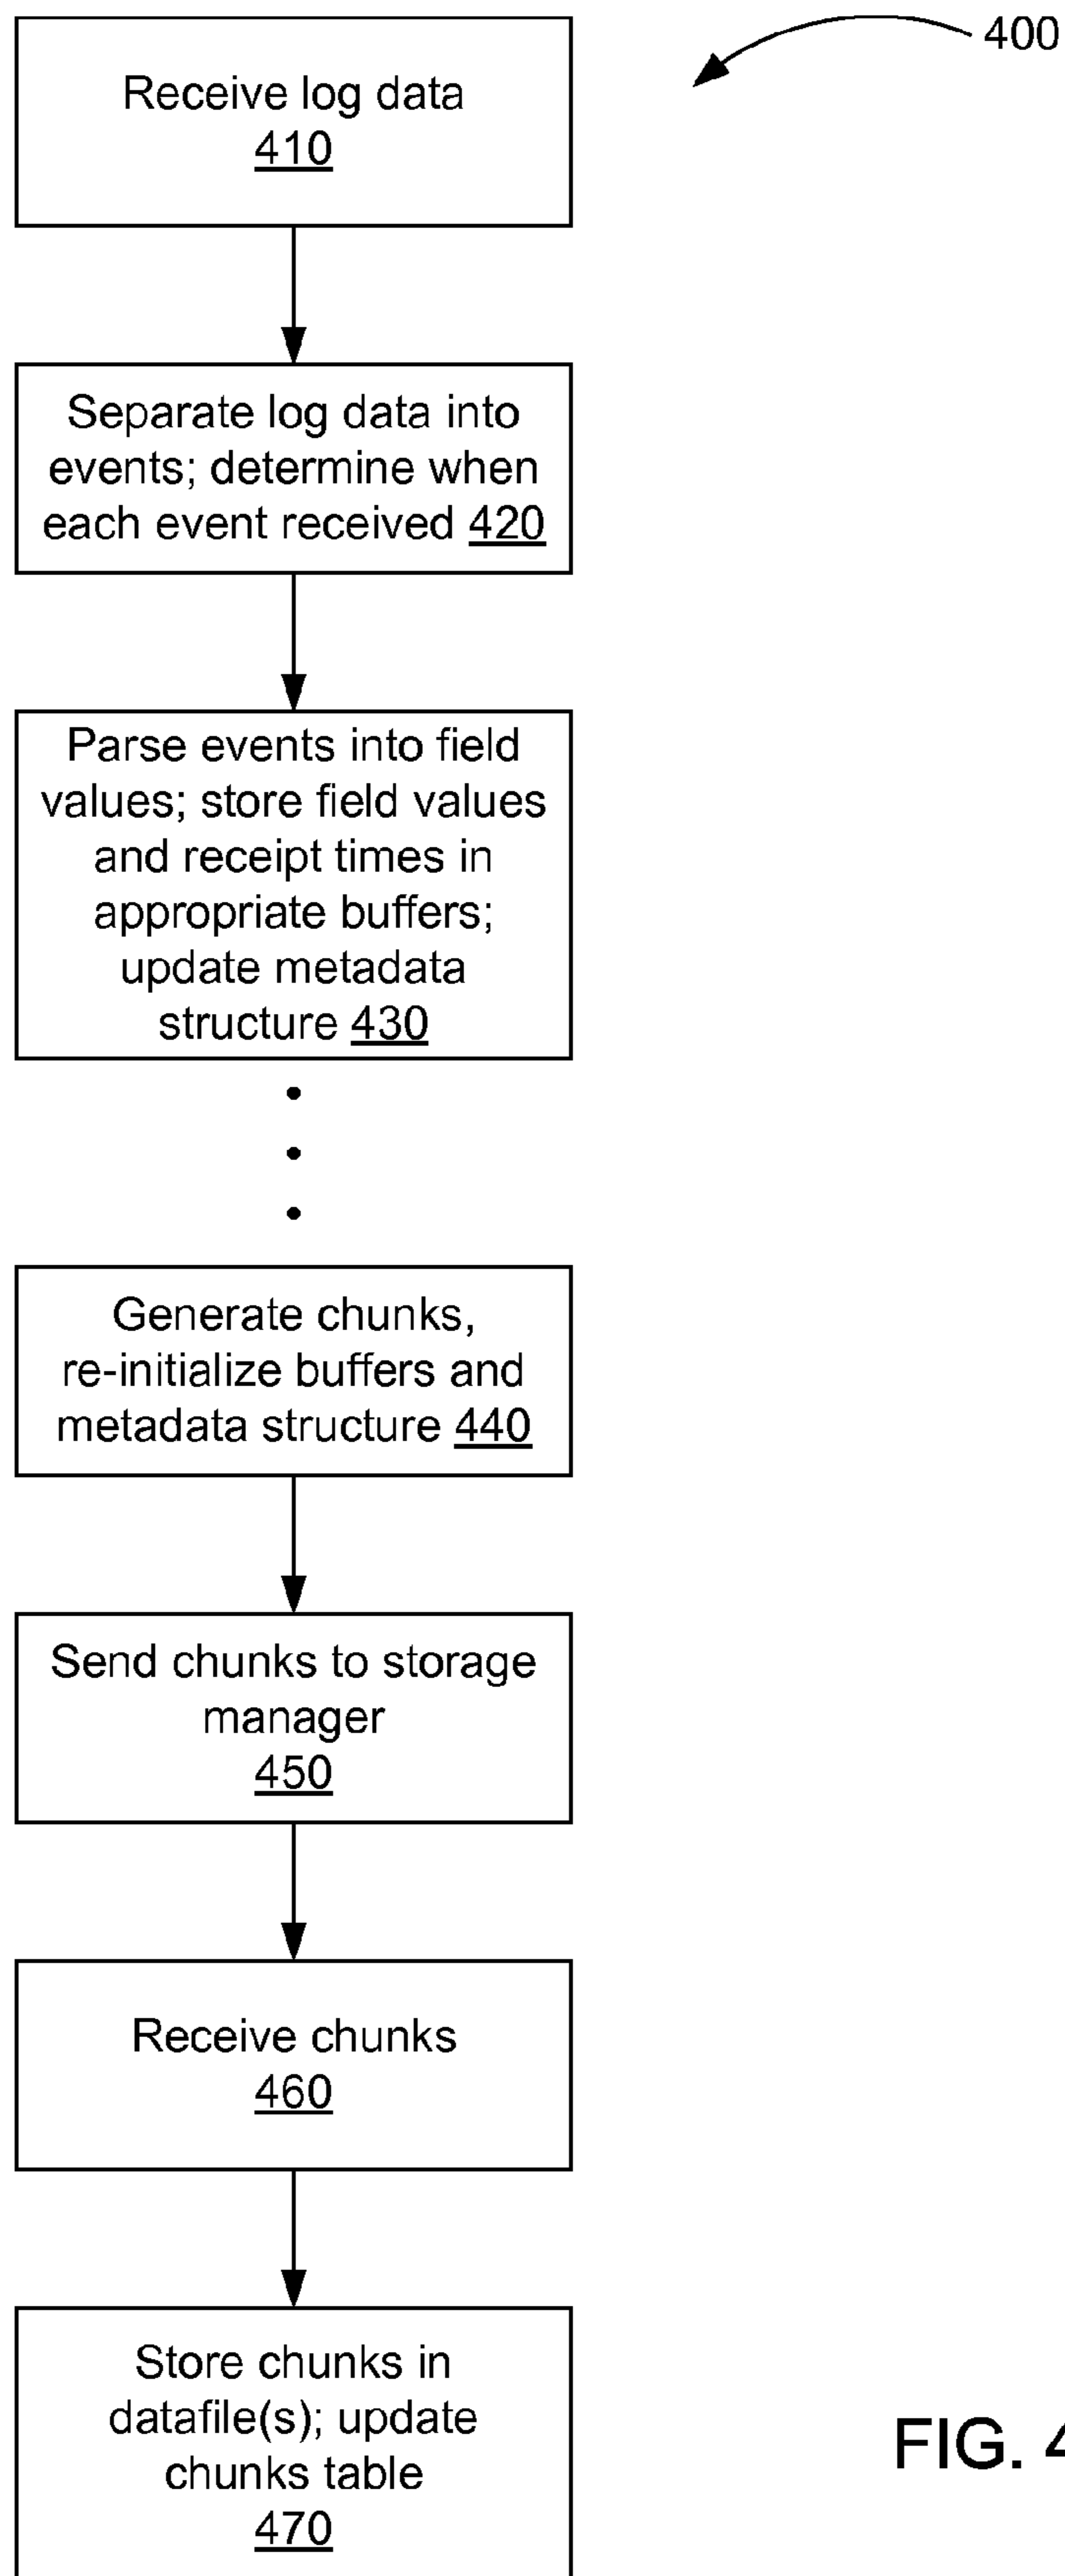 400
Receive log data
410
Separate log data into
events; determine when
each event received 420
Parse events into field
values; store field values
and receipt times in
appropriate buffers;
update metadata
structure 430
Generate chunks,
re-initialize buffers and
metadata structure 440
Send chunks to storage
manager
450
Receive chunks
460
Store chunks in
datafile(s); update
chunks table
470
FIG. 4